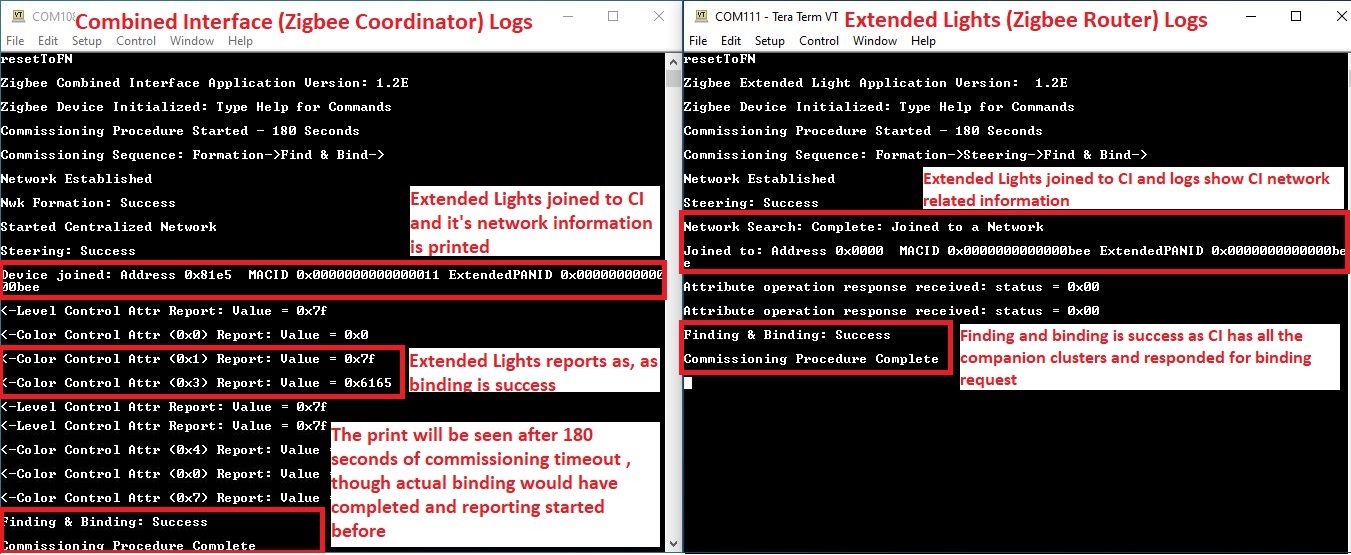 COM108
Combined Interface (Zigbee Coordinator) Logs
File Edit Setup Control Window Help
resetToFN
Zigbee Combined Interface Application Version: 1.2E
Zigbee Device Initialized: Type Help for Commands
Commissioning Procedure Started - 180 Seconds
Commissioning Sequence: Formation->Find & Bind->
Network Established
Nwk Formation: Success
Started Centralized Network
Steering: Success
Extended Lights joined to CI
and it's network information
is printed
Device joined: Address 0x81e5 MACID 0x0000000000000011 ExtendedPANID 0x00000000000
00bee
<-Level Control Attr Report: Value = 0x7f
<-Color Control Attr (0x0) Report: Value = 0x0
<-Color Control Attr (0x1) Report: Value = 0x7f
<-Color Control Attr (0x3) Report: Value = 0x6165
Extended Lights reports as, as
binding is success
<-Level Control Attr Report: Value = 0x7f
<-Level Control Attr Report: Value = 0x7f
<-Color Control Attr (0x4) Report: Value
<-Color Control Attr (0x0) Report: Value
<-Color Control Attr (0x7) Report: Value
The print will be seen after 180
seconds of commissioning timeout ,
though actual binding would have
completed and reporting started
before
Finding & Binding: Success
Commissioning Procedure Complete
COM111 - Tera Term VT
Extended Lights (Zigbee Router) Logs
File Edit Setup Control Window Help
resetToFN
Zigbee Extended Light Application Version: 1.2E
Zigbee Device Initialized: Type Help for Commands
Commissioning Procedure Started - 180 Seconds
Commissioning Sequence: Formation->Steering->Find & Bind->
Network Established
Steering: Success
Extended Lights joined to CI and logs show CI network
related information
Network Search: Complete: Joined to a Network
Joined to: Address 0x0000 MACID 0x0000000000000bee ExtendedPANID 0x0000000000000be
e
Attribute operation response received: status = 0x00
Attribute operation response received: status = 0x00
Finding & Binding: Success
Commissioning Procedure Complete
Finding and binding is success as CI has all the
companion clusters and responded for binding
request